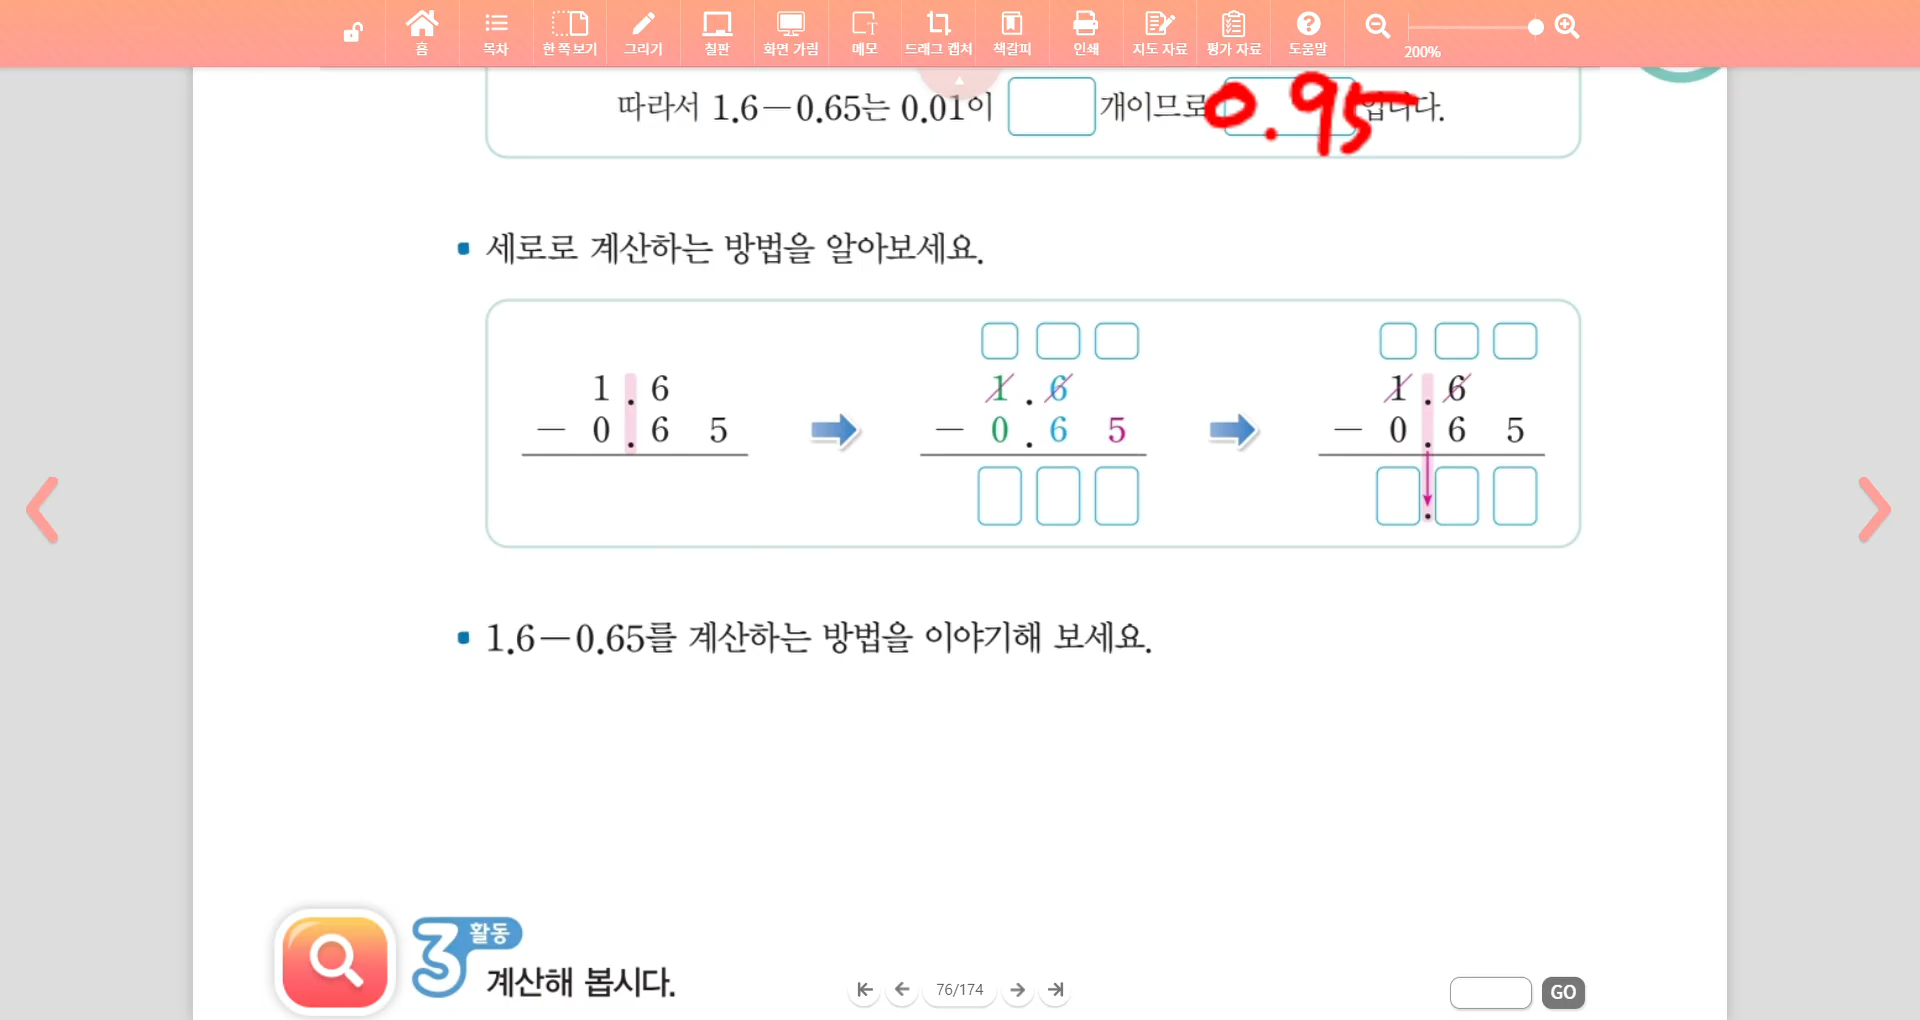 홈 목차 한 쪽 보기 그리기 칠판 화면 가림 메모 드래그 캡처 책갈피 인쇄 지도 자료 평가 자료 도움말 200%
따라서 1.6-0.65는 0.01이 개이므로 0.95 입니다.
세로로 계산하는 방법을 알아보세요.
1.6
- 0.6 5
1.6
- 0.6 5
.
1.6
- 0.6 5
1.6-0.65를 계산하는 방법을 이야기해 보세요.
3 활동
계산해 봅시다.
76/174
GO